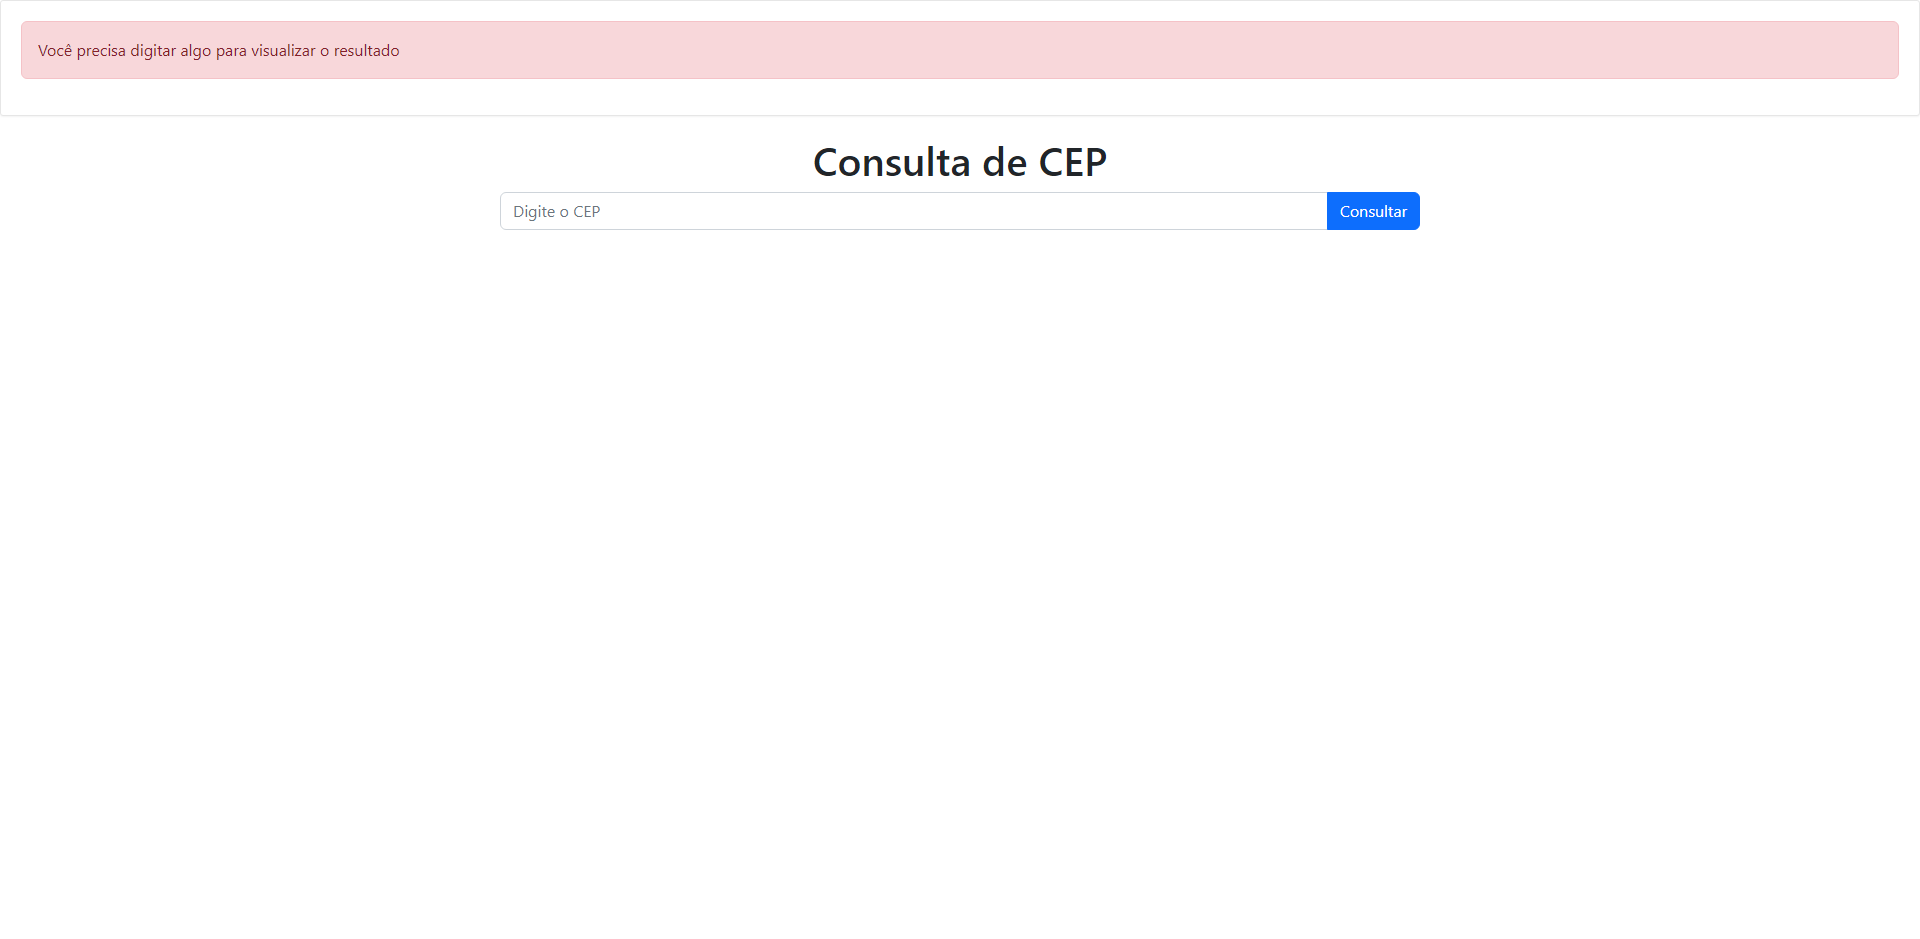 Você precisa digitar algo para visualizar o resultado
Consulta de CEP
Digite o CEP
Consultar